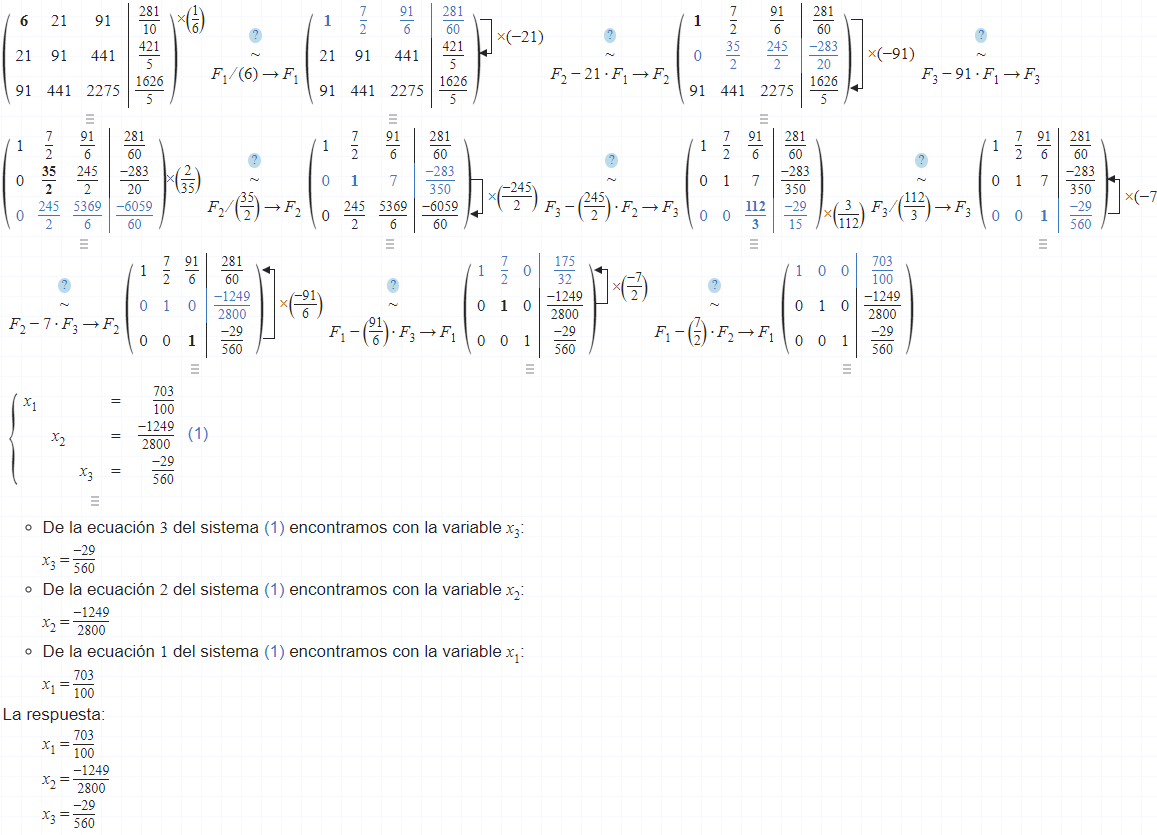 ( 6 21 91 | 281/10 ; 21 91 441 | 421/5 ; 91 441 2275 | 1626/5 ) ×(1/6) ? ~ F₁/(6)→F₁ ( 1 7/2 91/6 | 281/60 ; 21 91 441 | 421/5 ; 91 441 2275 | 1626/5 ) ×(−21) ? ~ F₂−21·F₁→F₂ ( 1 7/2 91/6 | 281/60 ; 0 35/2 245/2 | −283/20 ; 91 441 2275 | 1626/5 ) ×(−91) ? ~ F₃−91·F₁→F₃
( 1 7/2 91/6 | 281/60 ; 0 35/2 245/2 | −283/20 ; 0 245/2 5369/6 | −6059/60 ) ×(2/35) ? ~ F₂/(35/2)→F₂ ( 1 7/2 91/6 | 281/60 ; 0 1 7 | −283/350 ; 0 245/2 5369/6 | −6059/60 ) ×(−245/2) ? ~ F₃−(245/2)·F₂→F₃ ( 1 7/2 91/6 | 281/60 ; 0 1 7 | −283/350 ; 0 0 112/3 | −29/15 ) ×(3/112) ? ~ F₃/(112/3)→F₃ ( 1 7/2 91/6 | 281/60 ; 0 1 7 | −283/350 ; 0 0 1 | −29/560 ) ×(−7
? ~ F₂−7·F₃→F₂ ( 1 7/2 91/6 | 281/60 ; 0 1 0 | −1249/2800 ; 0 0 1 | −29/560 ) ×(−91/6) ? ~ F₁−(91/6)·F₃→F₁ ( 1 7/2 0 | 175/32 ; 0 1 0 | −1249/2800 ; 0 0 1 | −29/560 ) ×(−7/2) ? ~ F₁−(7/2)·F₂→F₁ ( 1 0 0 | 703/100 ; 0 1 0 | −1249/2800 ; 0 0 1 | −29/560 )
x₁ = 703/100
x₂ = −1249/2800 (1)
x₃ = −29/560
De la ecuación 3 del sistema (1) encontramos con la variable x₃:
x₃=−29/560
De la ecuación 2 del sistema (1) encontramos con la variable x₂:
x₂=−1249/2800
De la ecuación 1 del sistema (1) encontramos con la variable x₁:
x₁=703/100
La respuesta:
x₁=703/100
x₂=−1249/2800
x₃=−29/560